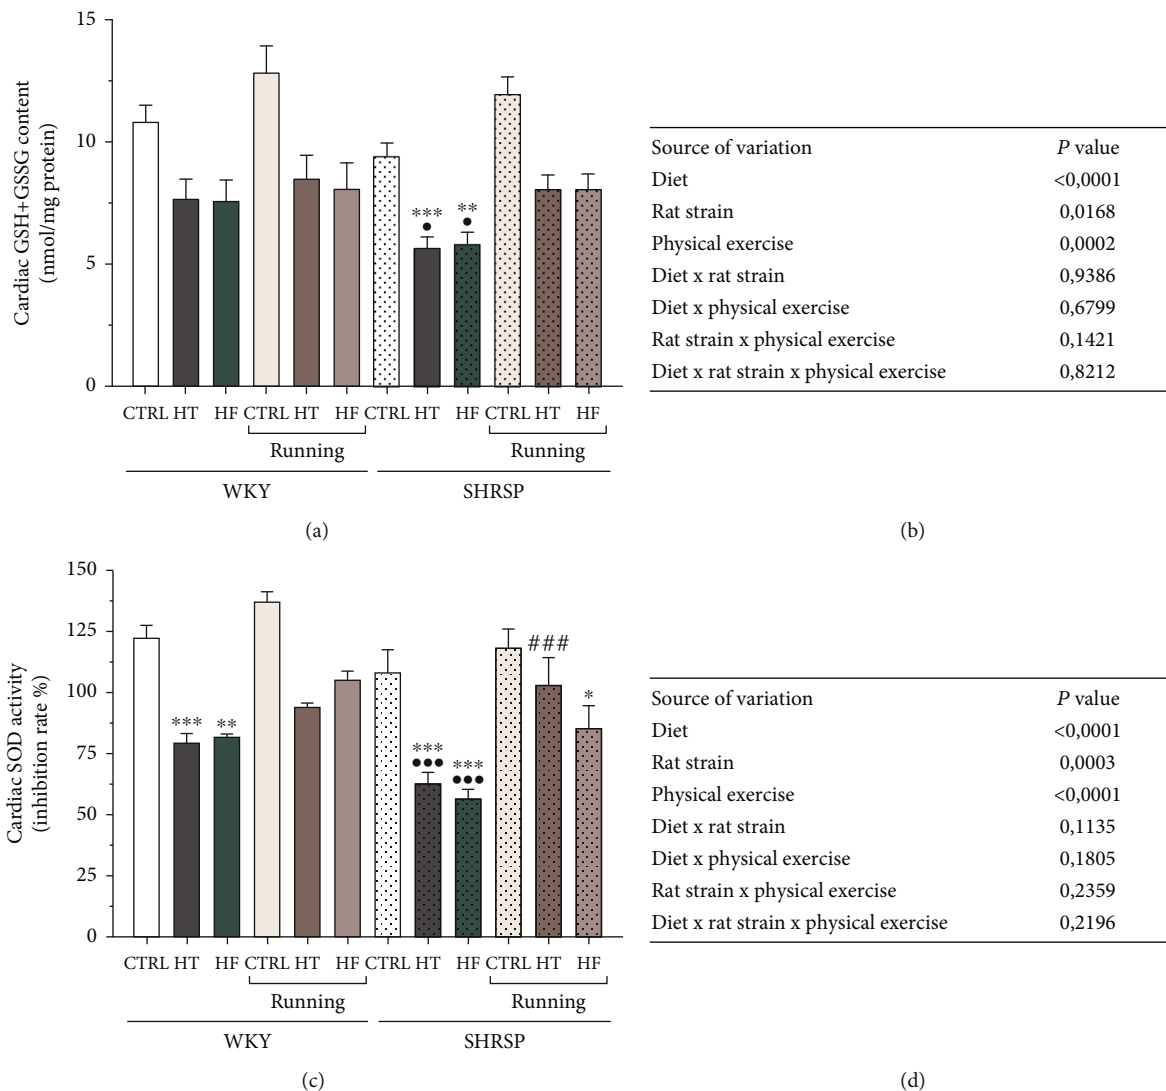 Cardiac GSH+GSSG content
(nmol/mg protein)
15
10
5
0
*** **
● ●
CTRL HT HF CTRL HT HF CTRL HT HF CTRL HT HF
Running Running
WKY SHRSP
(a)
Source of variation P value
Diet <0,0001
Rat strain 0,0168
Physical exercise 0,0002
Diet x rat strain 0,9386
Diet x physical exercise 0,6799
Rat strain x physical exercise 0,1421
Diet x rat strain x physical exercise 0,8212
(b)
Cardiac SOD activity
(inhibition rate %)
150
125
100
75
50
25
0
*** **
*** ***
●●● ●●●
###
*
CTRL HT HF CTRL HT HF CTRL HT HF CTRL HT HF
Running Running
WKY SHRSP
(c)
Source of variation P value
Diet <0,0001
Rat strain 0,0003
Physical exercise <0,0001
Diet x rat strain 0,1135
Diet x physical exercise 0,1805
Rat strain x physical exercise 0,2359
Diet x rat strain x physical exercise 0,2196
(d)